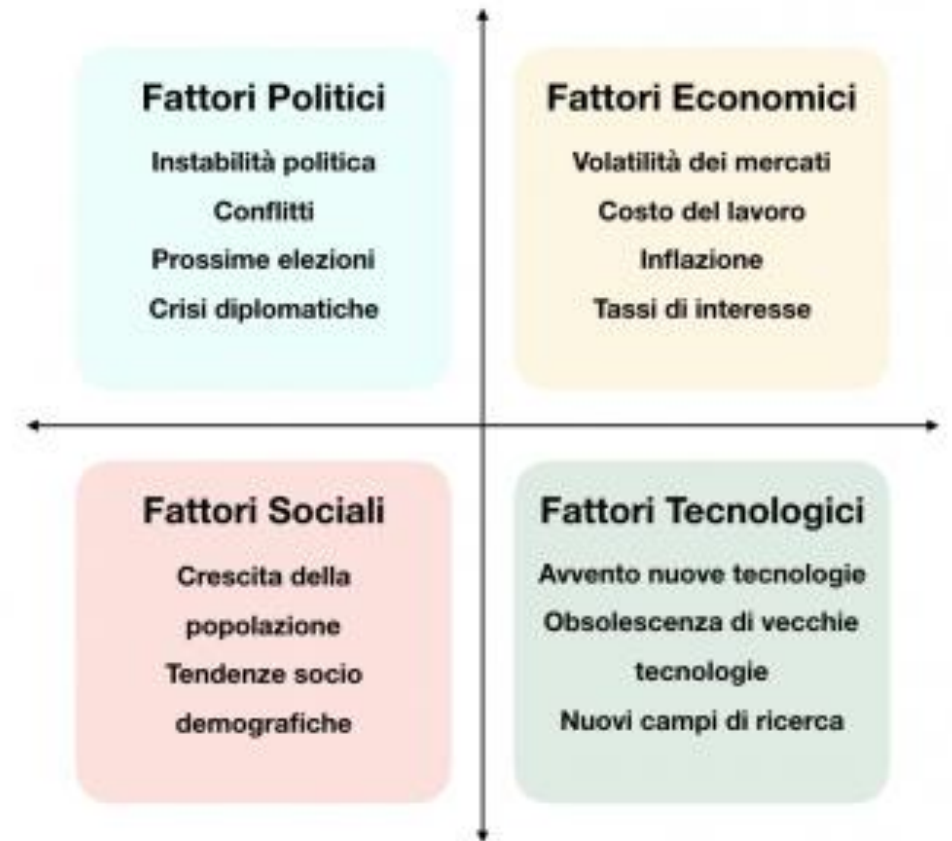 Fattori Politici
Instabilità politica
Conflitti
Prossime elezioni
Crisi diplomatiche
Fattori Economici
Volatilità dei mercati
Costo del lavoro
Inflazione
Tassi di interesse
Fattori Sociali
Crescita della
popolazione
Tendenze socio
demografiche
Fattori Tecnologici
Avvento nuove tecnologie
Obsolescenza di vecchie
tecnologie
Nuovi campi di ricerca